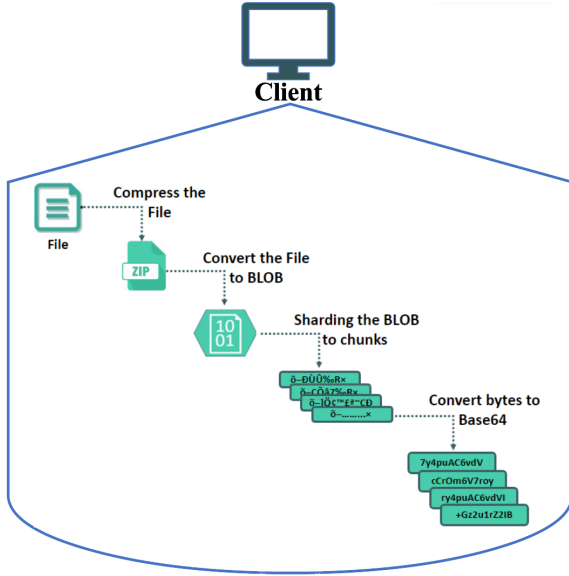 Client
Compress the
File
File
ZIP
Convert the File
to BLOB
10
01
Sharding the BLOB
to chunks
õ–ÐÙÛ‰R×
õ–……...×
Convert bytes to
Base64
7y4puAC6vdV
cCrOm6V7roy
ry4puAC6vdVI
+Gz2u1rZ2IB